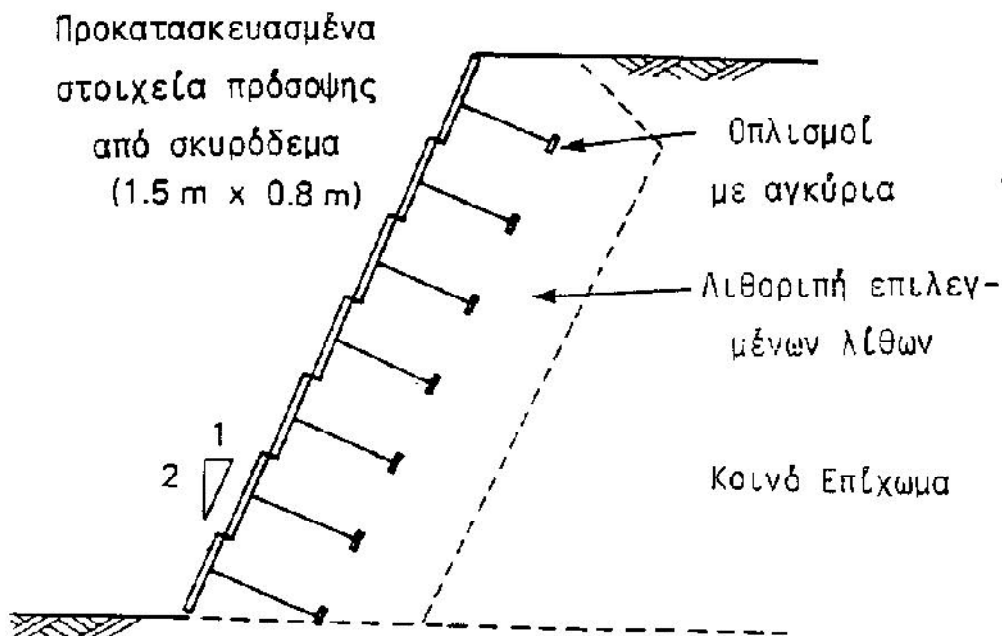 Προκατασκευασμένα
στοιχεία πρόσοψης
από σκυρόδεμα
(1.5 m x 0.8 m)
Οπλισμοί
με αγκύρια
Λιθοριπή επιλεγ-
μένων λίθων
1
2
Κοινό Επίχωμα